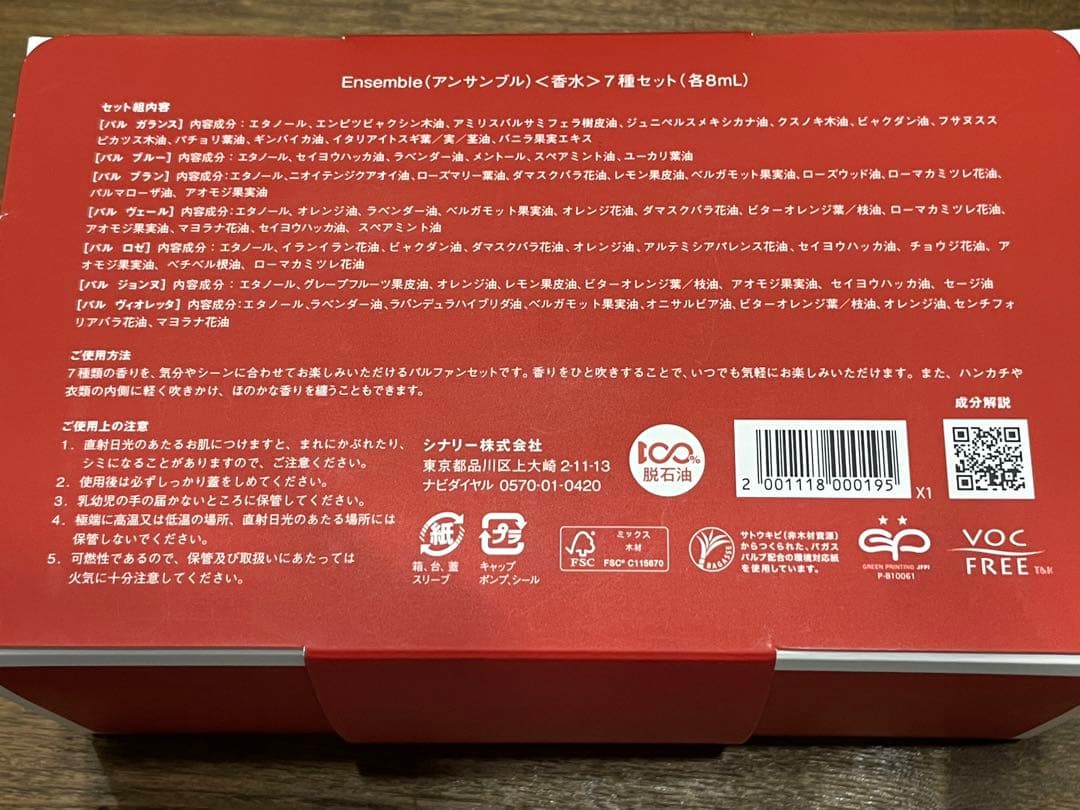 Ensemble(アンサンブル)＜香水＞7種セット(各8mL)
セット組内容
[パル ガランス] 内容成分：エタノール、エンピツビャクシン木油、アミリスバルサミフェラ樹皮油、ジュニペルスメキシカナ油、クスノキ木油、ビャクダン油、フサヌスス
ピカツス木油、パチョリ葉油、ギンバイカ油、イタリアイトスギ葉／実／茎油、バニラ果実エキス
[パル ブルー] 内容成分：エタノール、セイヨウハッカ油、ラベンダー油、メントール、スペアミント油、ユーカリ葉油
[パル ブラン] 内容成分：エタノール、ニオイテンジクアオイ油、ローズマリー葉油、ダマスクバラ花油、レモン果皮油、ベルガモット果実油、ローズウッド油、ローマカミツレ花油、
パルマローザ油、アオモジ果実油
[パル ヴェール] 内容成分：エタノール、オレンジ油、ラベンダー油、ベルガモット果実油、オレンジ花油、ダマスクバラ花油、ビターオレンジ葉／枝油、ローマカミツレ花油、
アオモジ果実油、マヨラナ花油、セイヨウハッカ油、スペアミント油
[パル ロゼ] 内容成分：エタノール、イランイラン花油、ビャクダン油、ダマスクバラ花油、オレンジ油、アルテミシアパレンス花油、セイヨウハッカ油、チョウジ花油、ア
オモジ果実油、ベチベル根油、ローマカミツレ花油
[パル ジョンヌ] 内容成分：エタノール、グレープフルーツ果皮油、オレンジ油、レモン果皮油、ビターオレンジ葉／枝油、アオモジ果実油、セイヨウハッカ油、セージ油
[パル ヴィオレッタ] 内容成分：エタノール、ラベンダー油、ラバンデュラハイブリダ油、ベルガモット果実油、オニサルビア油、ビターオレンジ葉／枝油、オレンジ油、センチフォ
リアバラ花油、マヨラナ花油
ご使用方法
7種類の香りを、気分やシーンに合わせてお楽しみいただけるパルファンセットです。香りをひと吹きすることで、いつでも気軽にお楽しみいただけます。また、ハンカチや
衣類の内側に軽く吹きかけ、ほのかな香りを纏うこともできます。
ご使用上の注意
1. 直射日光のあたるお肌につけますと、まれにかぶれたり、
シミになることがありますので、ご注意ください。
2. 使用後は必ずしっかり蓋をしめてください。
3. 乳幼児の手の届かないところに保管してください。
4. 極端に高温又は低温の場所、直射日光のあたる場所には
保管しないでください。
5. 可燃性であるので、保管及び取扱いにあたっては
火気に十分注意してください。
シナリー株式会社
東京都品川区上大崎2-11-13
ナビダイヤル 0570-01-0420
100%
脱石油
2 001118 000195
X1
成分解説
紙
箱、台、蓋
スリーブ
プラ
キャップ
ポンプ、シール
FSC
ミックス
木材
FSC® C115670
BAGASSE
サトウキビ(非木材資源)
からつくられた、バガス
パルプ配合の環境対応紙
を使用しています。
GREEN PRINTING JFPI
P-B10061
VOC
FREE T&K